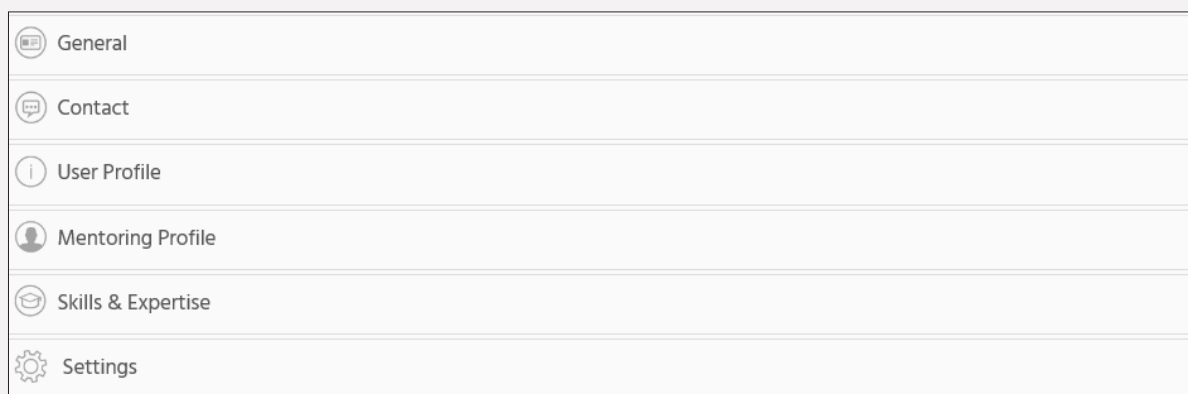 General
Contact
User Profile
Mentoring Profile
Skills & Expertise
Settings